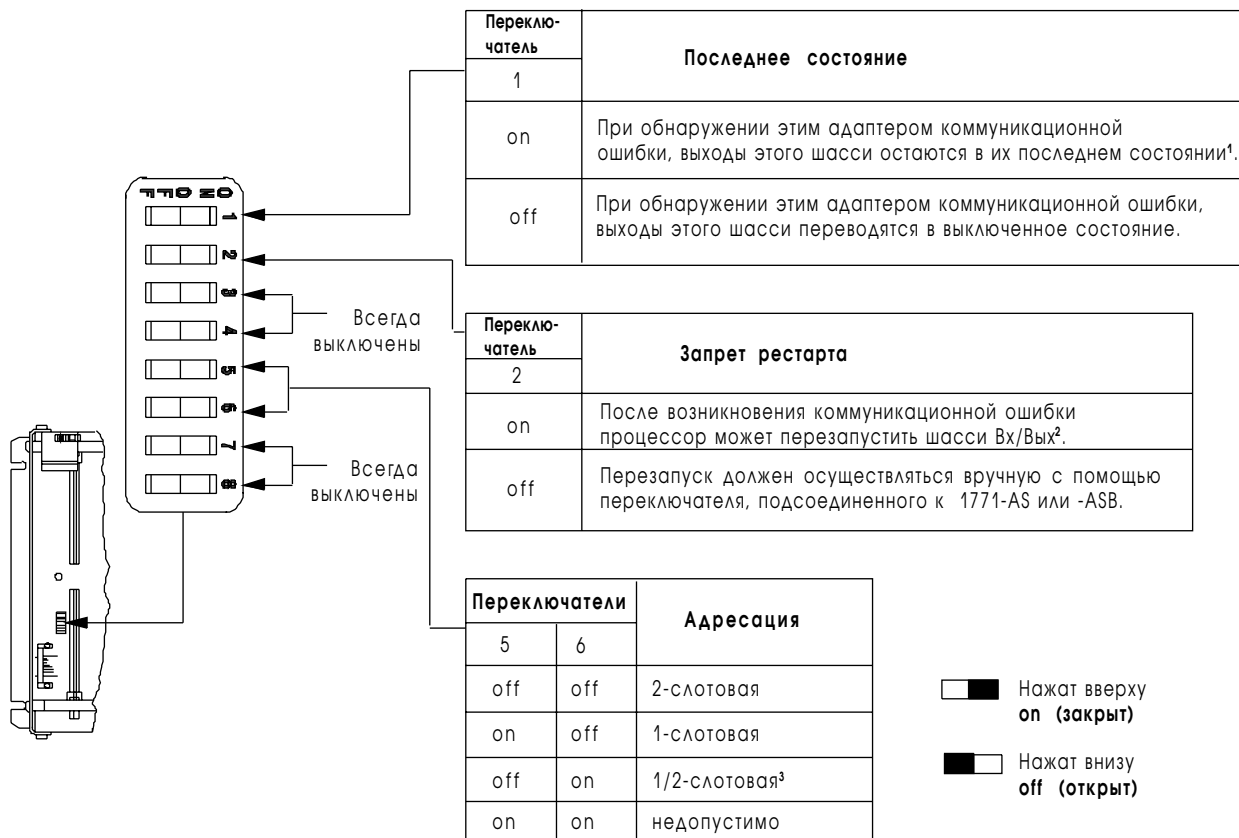 Переклю-
чатель
Последнее состояние
1
on
При обнаружении этим адаптером коммуникационной
ошибки, выходы этого шасси остаются в их последнем состоянии¹.
off
При обнаружении этим адаптером коммуникационной ошибки,
выходы этого шасси переводятся в выключенное состояние.
ON OFF
1
2
3
4
5
6
7
8
Всегда
выключены
Всегда
выключены
Переклю-
чатель
Запрет рестарта
2
on
После возникновения коммуникационной ошибки
процессор может перезапустить шасси Вх/Вых².
off
Перезапуск должен осуществляться вручную с помощью
переключателя, подсоединенного к 1771-AS или -ASB.
Переключатели
Адресация
5 6
off off 2-слотовая
on off 1-слотовая
off on 1/2-слотовая³
on on недопустимо
Нажат вверху
on (закрыт)
Нажат внизу
off (открыт)